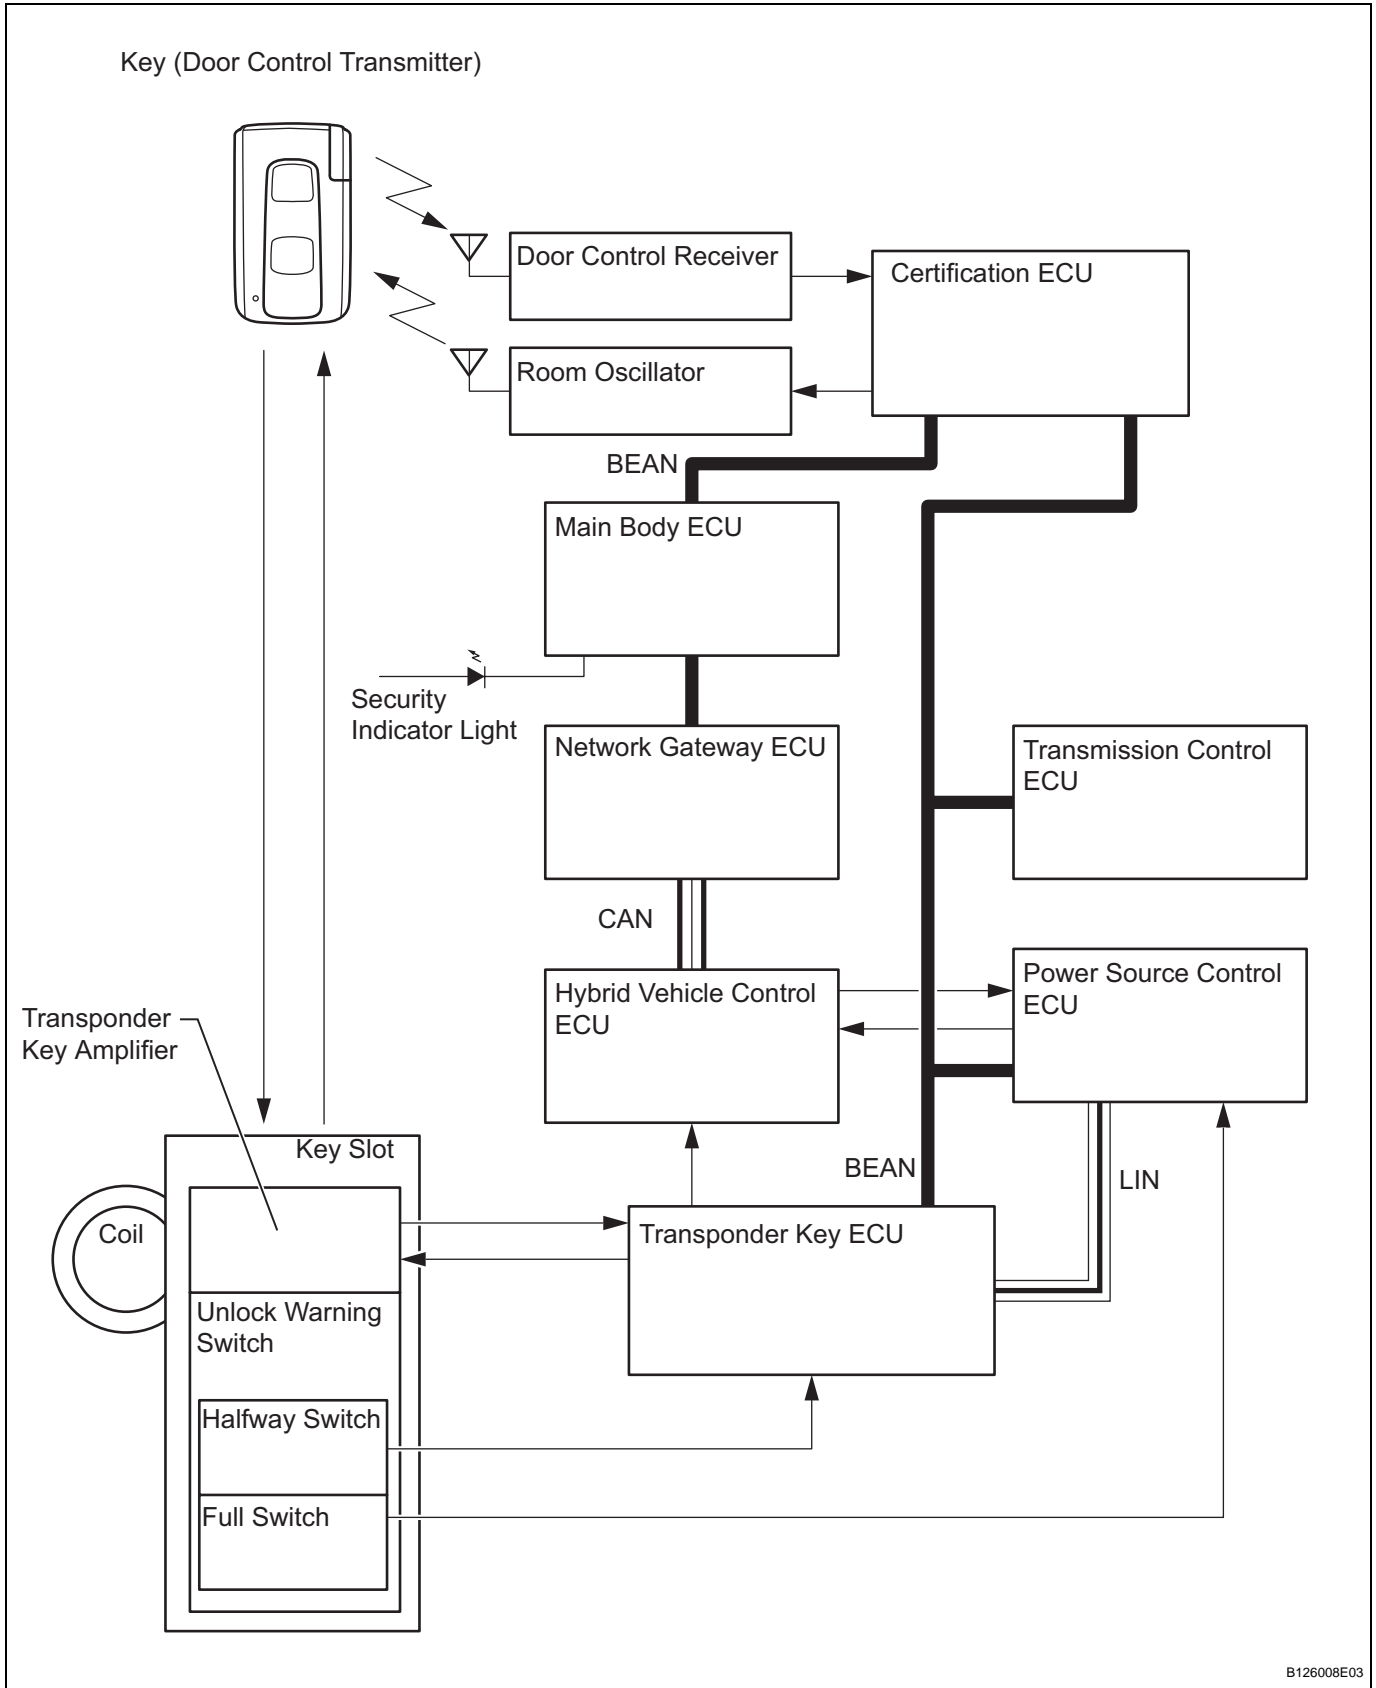 Key (Door Control Transmitter)
Door Control Receiver
Certification ECU
Room Oscillator
BEAN
Main Body ECU
Security
Indicator Light
Network Gateway ECU
Transmission Control
ECU
CAN
Hybrid Vehicle Control
ECU
Power Source Control
ECU
Transponder
Key Amplifier
Key Slot
BEAN
LIN
Coil
Transponder Key ECU
Unlock Warning
Switch
Halfway Switch
Full Switch
B126008E03